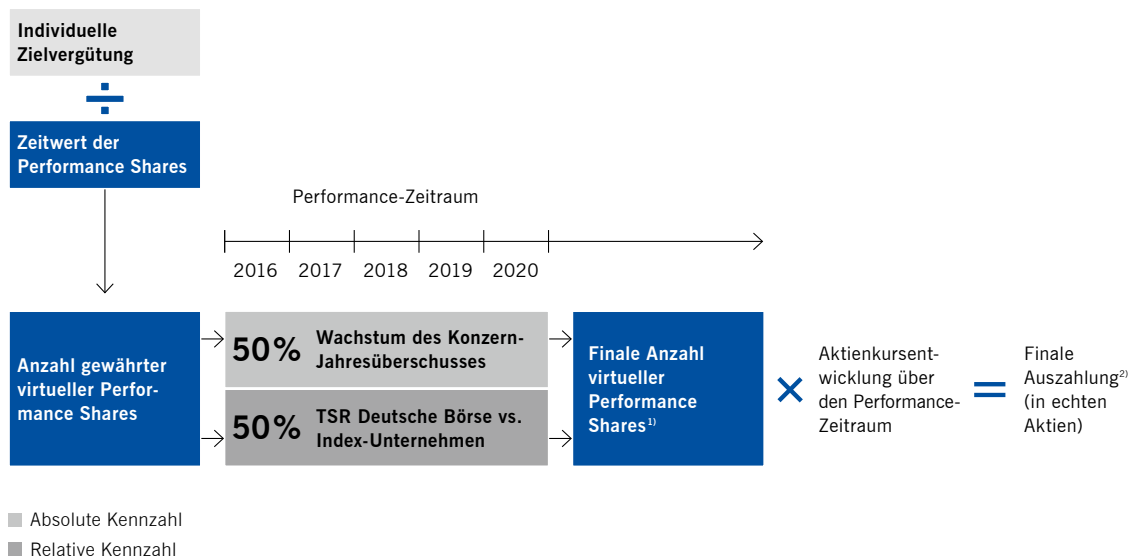 Individuelle
Zielvergütung
÷
Zeitwert der
Performance Shares
Performance-Zeitraum
2016 2017 2018 2019 2020
Anzahl gewährter
virtueller Perfor-
mance Shares
50% Wachstum des Konzern-
Jahresüberschusses
50% TSR Deutsche Börse vs.
Index-Unternehmen
Finale Anzahl
virtueller
Performance
Shares1)
×
Aktienkursent-
wicklung über
den Performance-
Zeitraum
=
Finale
Auszahlung2)
(in echten
Aktien)
Absolute Kennzahl
Relative Kennzahl